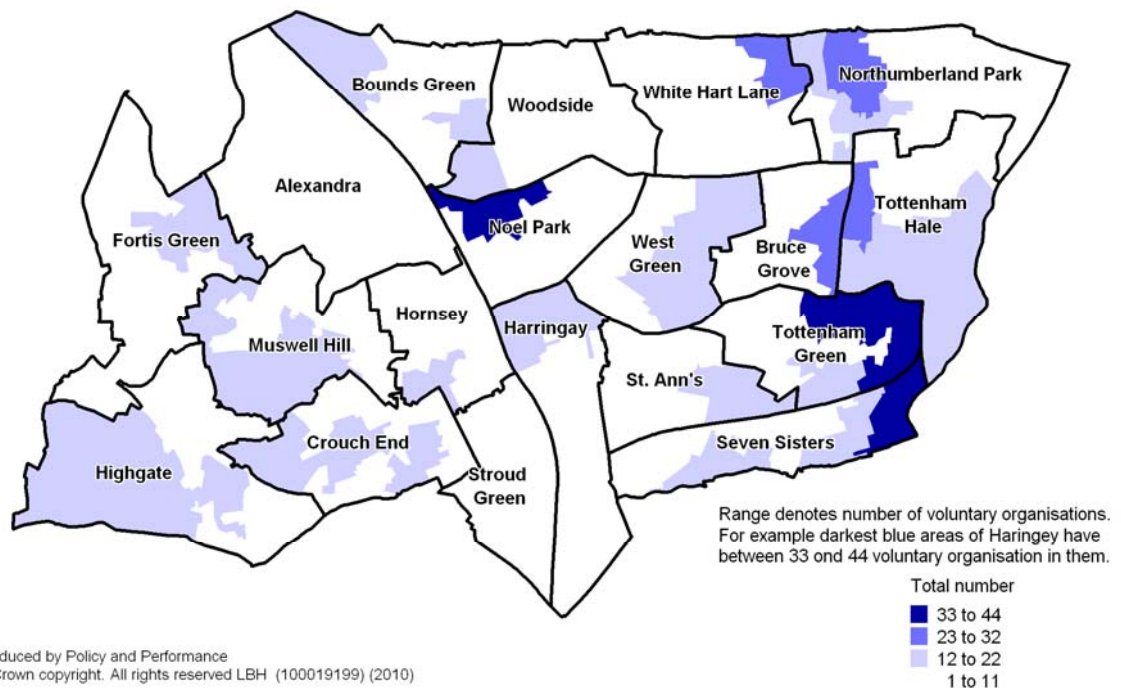 Bounds Green
Woodside
White Hart Lane
Northumberland Park
Alexandra
Fortis Green
Noel Park
West
Green
Bruce
Grove
Tottenham
Hale
Muswell Hill
Hornsey
Harringay
Tottenham
Green
St. Ann's
Highgate
Crouch End
Stroud
Green
Seven Sisters
Range denotes number of voluntary organisations.
For example darkest blue areas of Haringey have
between 33 ond 44 voluntary organisation in them.
Total number
33 to 44
23 to 32
12 to 22
1 to 11
duced by Policy and Performance
Crown copyright. All rights reserved LBH (100019199) (2010)